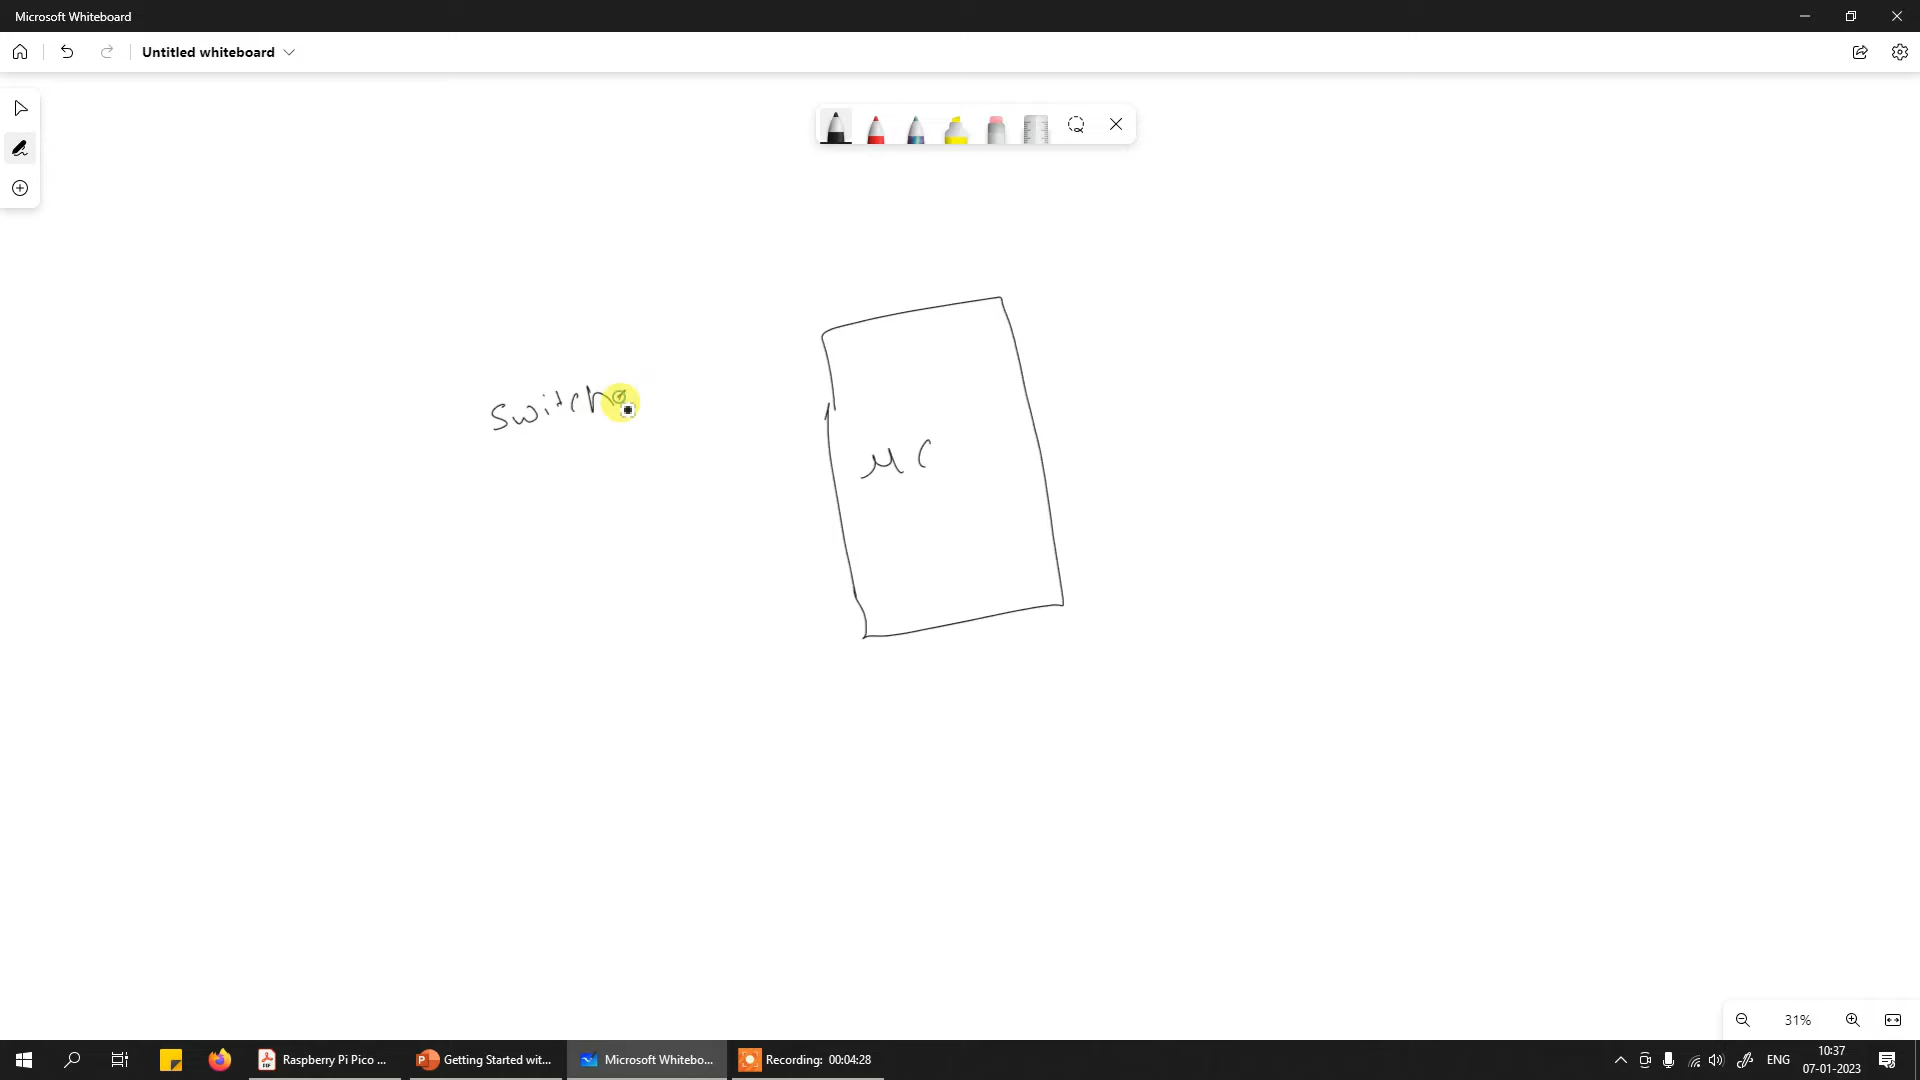 Microsoft Whiteboard
Untitled whiteboard
Switche
μC
31%
Raspberry Pi Pico ...
Getting Started wit...
Microsoft Whitebo...
Recording: 00:04:28
ENG
10:37
07-01-2023